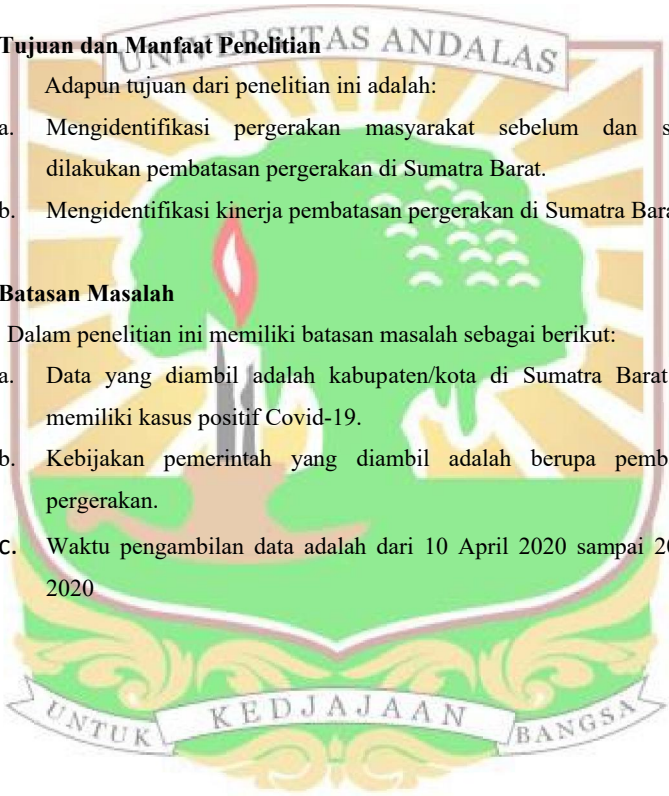 Tujuan dan Manfaat Penelitian
UNIVERSITAS ANDALAS
Adapun tujuan dari penelitian ini adalah:
a. Mengidentifikasi pergerakan masyarakat sebelum dan
dilakukan pembatasan pergerakan di Sumatra Barat.
b. Mengidentifikasi kinerja pembatasan pergerakan di Sumatra
Batasan Masalah
Dalam penelitian ini memiliki batasan masalah sebagai berikut:
a. Data yang diambil adalah kabupaten/kota di Sumatra Barat
memiliki kasus positif Covid-19.
b. Kebijakan pemerintah yang diambil adalah berupa
pergerakan.
c. Waktu pengambilan data adalah dari 10 April 2020 sampai
2020
UNTUK KEDJAJAAN BANGSA